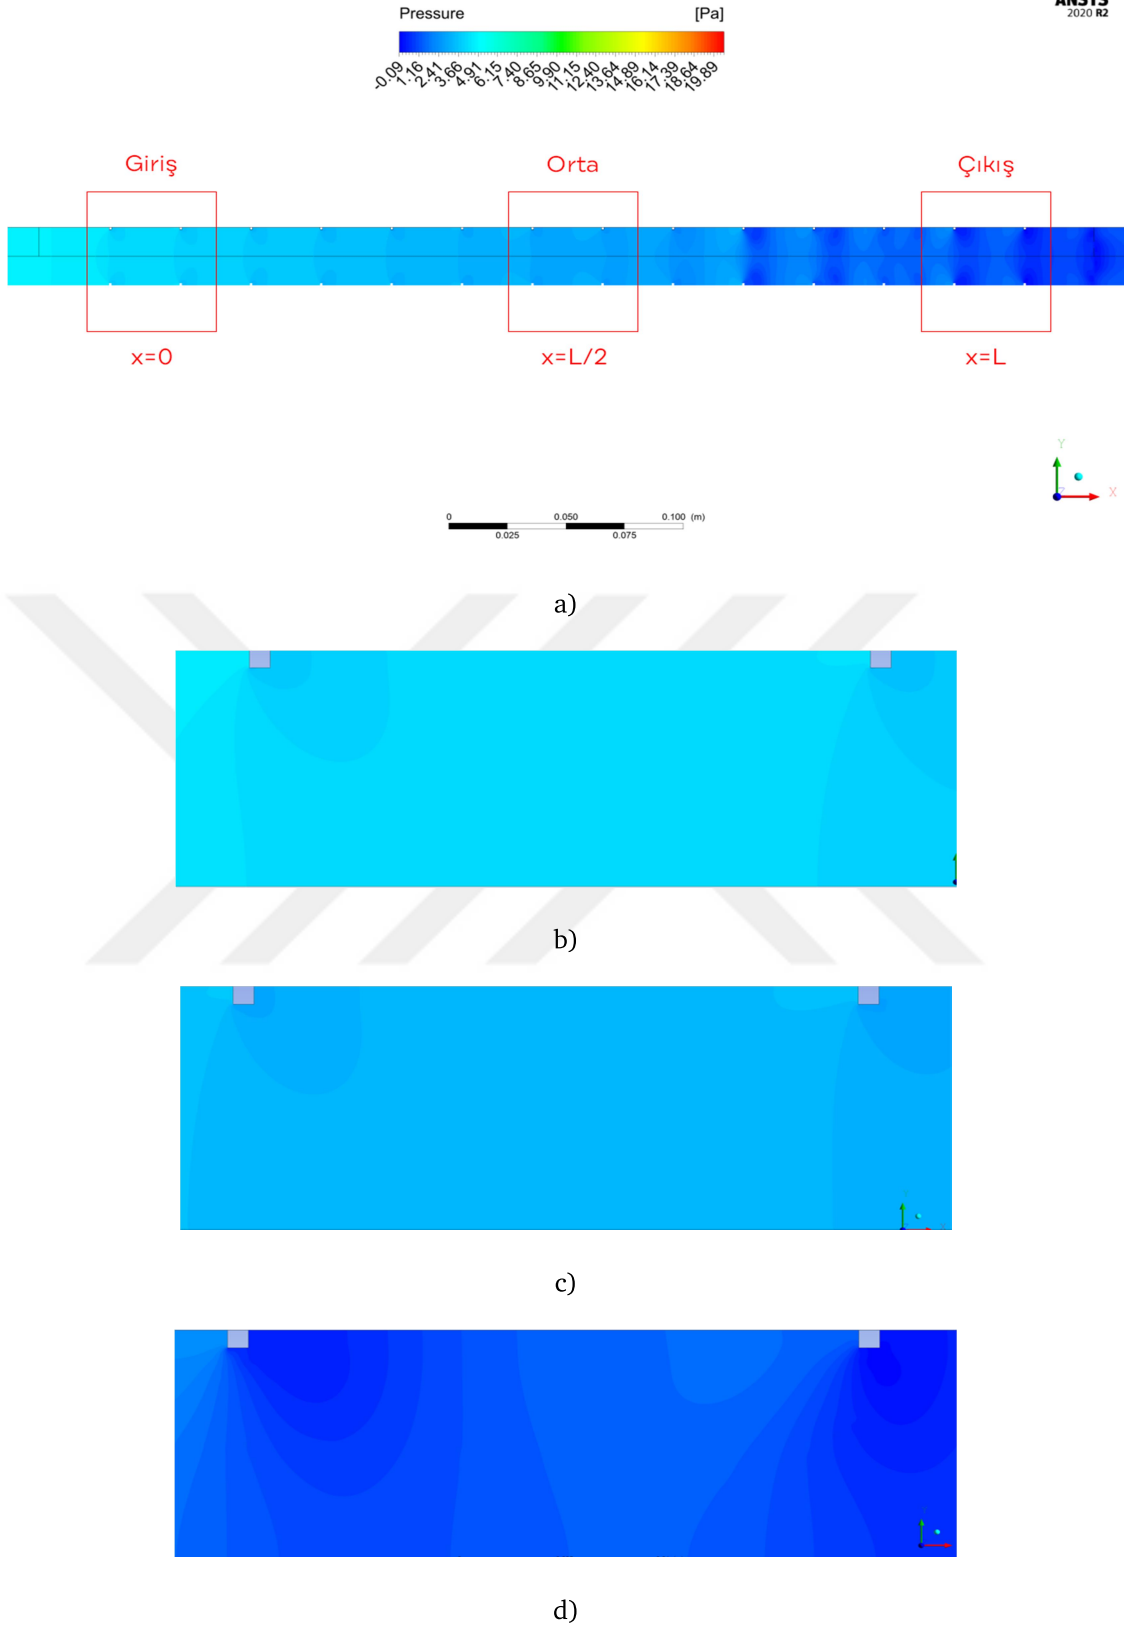 ANSYS
2020 R2
Pressure [Pa]
-0.09 1.16 2.41 3.66 4.91 6.15 7.40 8.65 9.90 11.15 12.40 13.64 14.89 16.14 17.39 18.64 19.89
Giriş Orta Çıkış
x=0 x=L/2 x=L
Y
X
0 0.050 0.100 (m)
0.025 0.075
a)
b)
c)
d)